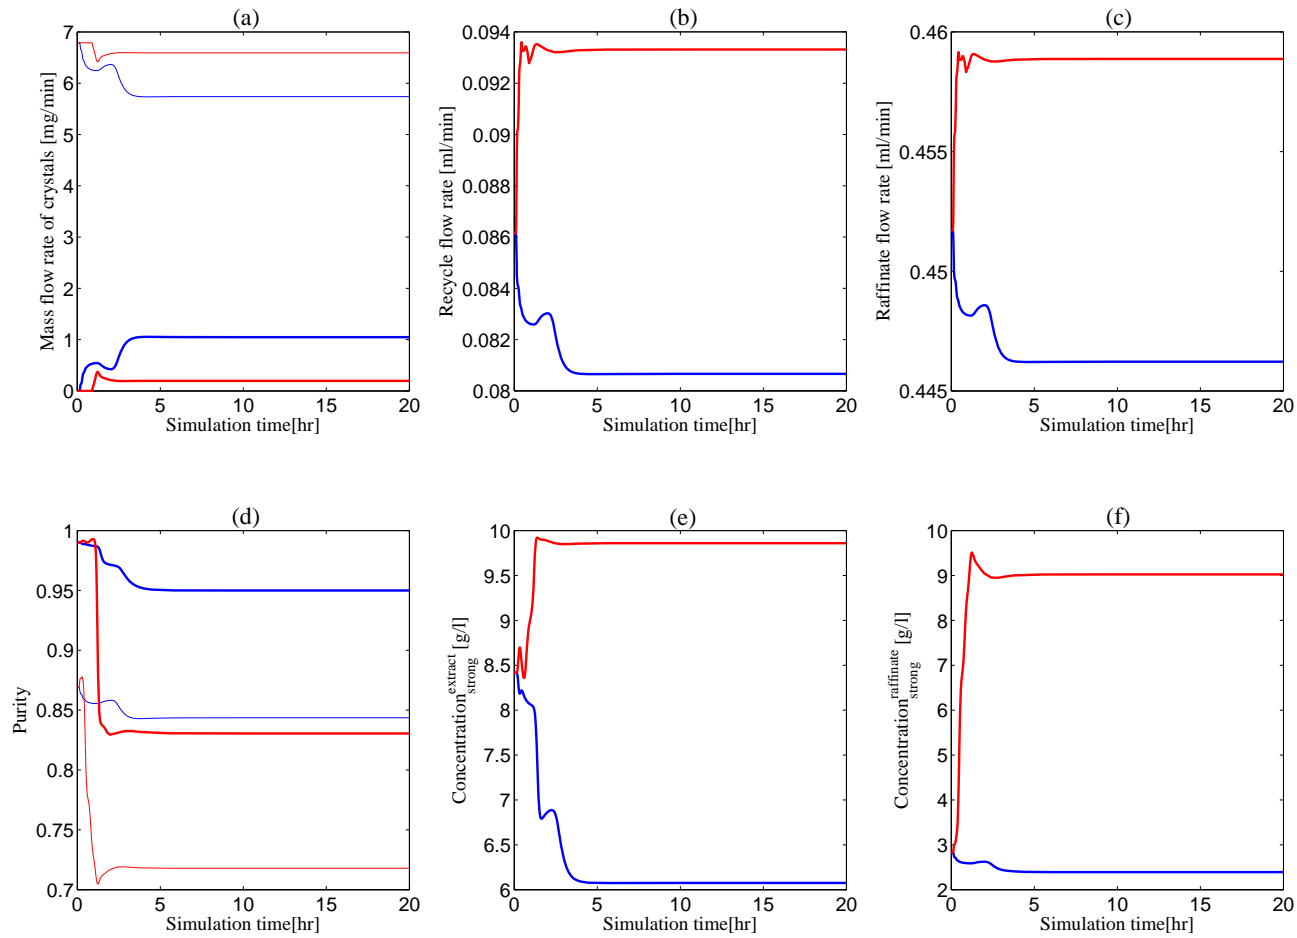 (a)
Mass flow rate of crystals [mg/min]
7
6
5
4
3
2
1
0
0 5 10 15 20
Simulation time[hr]
(b)
Recycle flow rate [ml/min]
0.094
0.092
0.09
0.088
0.086
0.084
0.082
0.08
0 5 10 15 20
Simulation time[hr]
(c)
Raffinate flow rate [ml/min]
0.46
0.455
0.45
0.445
0 5 10 15 20
Simulation time[hr]
(d)
Purity
1
0.95
0.9
0.85
0.8
0.75
0.7
0 5 10 15 20
Simulation time[hr]
(e)
Concentration extract strong [g/l]
10
9.5
9
8.5
8
7.5
7
6.5
6
0 5 10 15 20
Simulation time[hr]
(f)
Concentration raffinate strong [g/l]
10
9
8
7
6
5
4
3
2
0 5 10 15 20
Simulation time[hr]